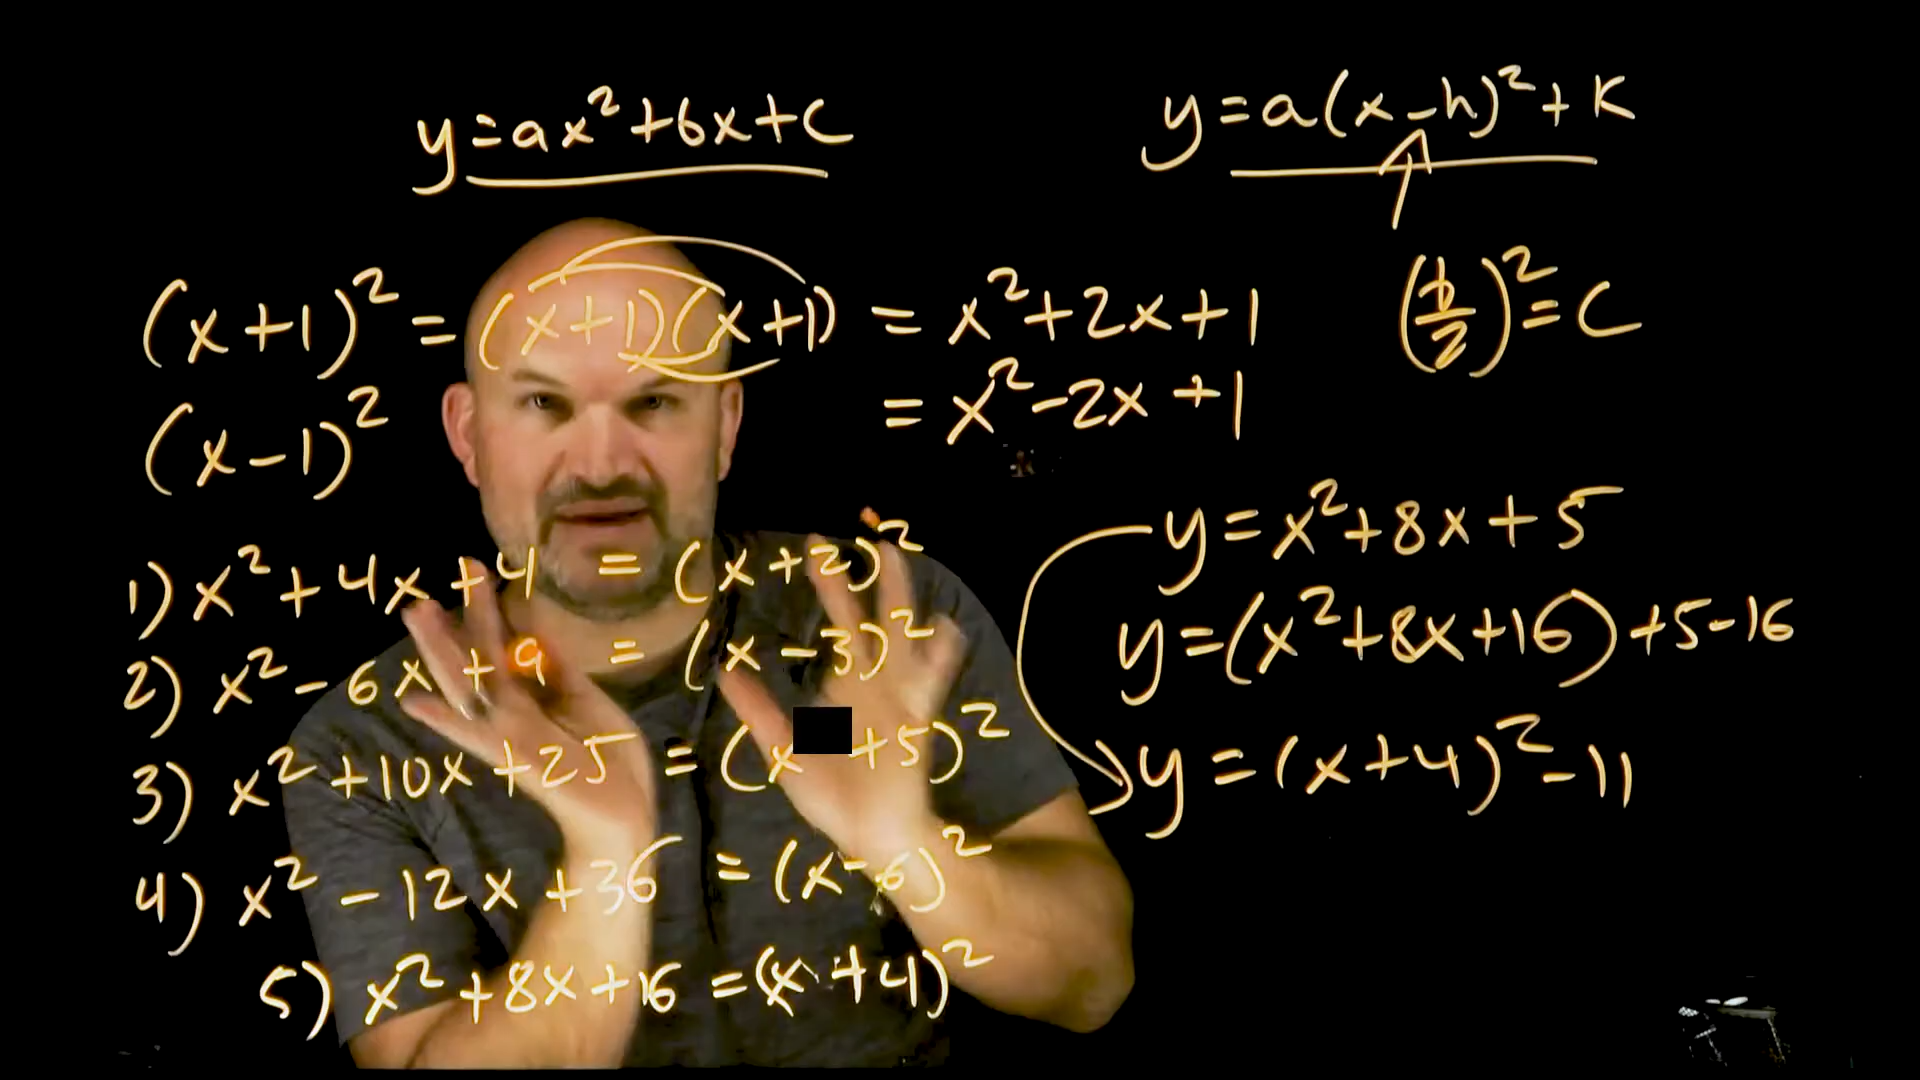 y=ax²+bx+c
y=a(x-h)²+k
(x+1)²=(x+1)(x+1) = x²+2x+1
(b/2)²=c
(x-1)² = x²-2x+1
y=x²+8x+5
1) x²+4x+4 = (x+2)²
y=(x²+8x+16)+5-16
2) x²-6x+9 = (x-3)²
3) x²+10x+25 = (x+5)²
y=(x+4)²-11
4) x²-12x+36 = (x-6)²
5) x²+8x+16 =(x+4)²